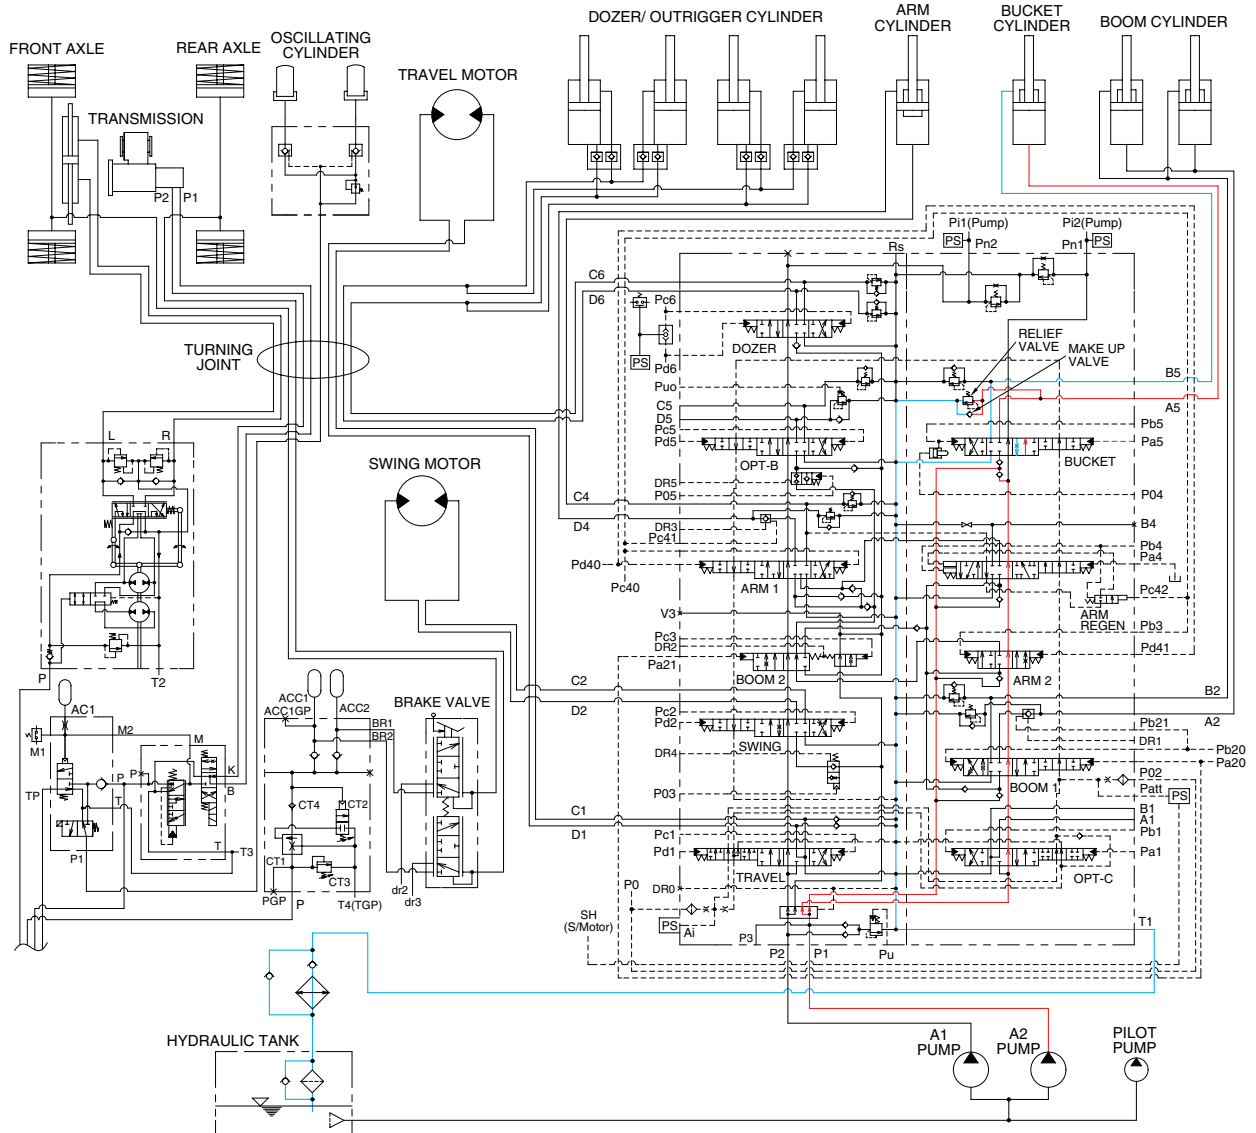 DOZER/ OUTRIGGER CYLINDER
ARM
CYLINDER
BUCKET
CYLINDER
BOOM CYLINDER
FRONT AXLE
REAR AXLE
OSCILLATING
CYLINDER
TRAVEL MOTOR
TRANSMISSION
P2
P1
TURNING
JOINT
L
R
SWING MOTOR
P
T2
Pi1(Pump)
Pn2
PS
Pi2(Pump)
Pn1
PS
Rs
C6
D6
Pc6
DOZER
PS
Pd6
RELIEF
VALVE
MAKE UP
VALVE
B5
A5
Puo
C5
D5
Pc5
Pd5
OPT-B
Pb5
Pa5
BUCKET
DR5
P05
P04
C4
D4
DR3
Pc41
B4
Pb4
Pa4
Pd40
Pc40
ARM 1
Pc42
ARM
REGEN
V3
Pc3
DR2
Pa21
BOOM 2
Pb3
Pd41
ARM 2
C2
D2
Pc2
Pd2
SWING
B2
A2
Pb21
DR1
Pb20
Pa20
DR4
P03
BOOM 1
P02
Patt
PS
C1
D1
Pc1
Pd1
TRAVEL
B1
A1
Pb1
Pa1
OPT-C
P0
DR0
SH
(S/Motor)
PS
Ai
P3
P2
P1
Pu
T1
AC1
M1
M2
TP
P
T
P1
M
P
K
B
T
T3
ACC1
ACC1GP
ACC2
BR1
BR2
BRAKE VALVE
CT4
CT2
CT1
CT3
PGP
P
T4(TGP)
dr2
dr3
HYDRAULIC TANK
A1
PUMP
A2
PUMP
PILOT
PUMP